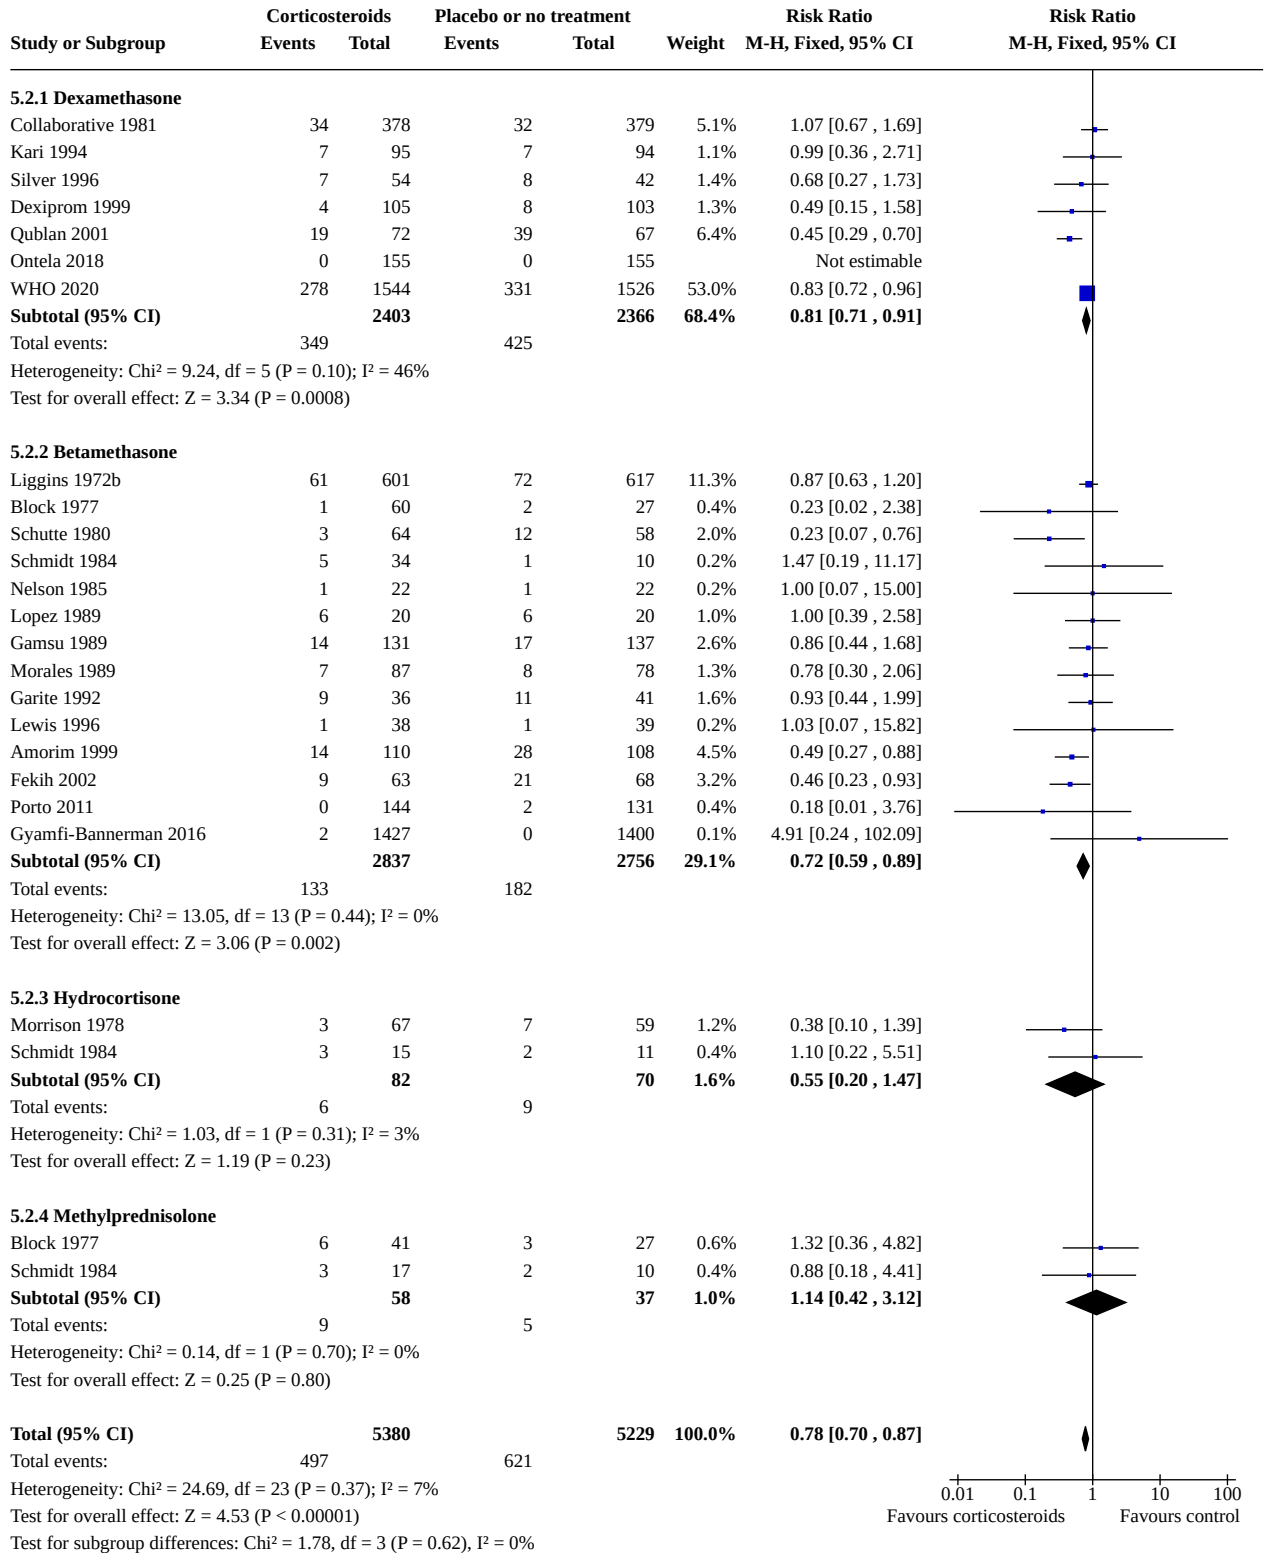 Corticosteroids Placebo or no treatment Risk Ratio Risk Ratio
Study or Subgroup Events Total Events Total Weight M-H, Fixed, 95% CI M-H, Fixed, 95% CI
5.2.1 Dexamethasone
Collaborative 1981 34 378 32 379 5.1% 1.07 [0.67 , 1.69]
Kari 1994 7 95 7 94 1.1% 0.99 [0.36 , 2.71]
Silver 1996 7 54 8 42 1.4% 0.68 [0.27 , 1.73]
Dexiprom 1999 4 105 8 103 1.3% 0.49 [0.15 , 1.58]
Qublan 2001 19 72 39 67 6.4% 0.45 [0.29 , 0.70]
Ontela 2018 0 155 0 155 Not estimable
WHO 2020 278 1544 331 1526 53.0% 0.83 [0.72 , 0.96]
Subtotal (95% CI) 2403 2366 68.4% 0.81 [0.71 , 0.91]
Total events: 349 425
Heterogeneity: Chi² = 9.24, df = 5 (P = 0.10); I² = 46%
Test for overall effect: Z = 3.34 (P = 0.0008)
5.2.2 Betamethasone
Liggins 1972b 61 601 72 617 11.3% 0.87 [0.63 , 1.20]
Block 1977 1 60 2 27 0.4% 0.23 [0.02 , 2.38]
Schutte 1980 3 64 12 58 2.0% 0.23 [0.07 , 0.76]
Schmidt 1984 5 34 1 10 0.2% 1.47 [0.19 , 11.17]
Nelson 1985 1 22 1 22 0.2% 1.00 [0.07 , 15.00]
Lopez 1989 6 20 6 20 1.0% 1.00 [0.39 , 2.58]
Gamsu 1989 14 131 17 137 2.6% 0.86 [0.44 , 1.68]
Morales 1989 7 87 8 78 1.3% 0.78 [0.30 , 2.06]
Garite 1992 9 36 11 41 1.6% 0.93 [0.44 , 1.99]
Lewis 1996 1 38 1 39 0.2% 1.03 [0.07 , 15.82]
Amorim 1999 14 110 28 108 4.5% 0.49 [0.27 , 0.88]
Fekih 2002 9 63 21 68 3.2% 0.46 [0.23 , 0.93]
Porto 2011 0 144 2 131 0.4% 0.18 [0.01 , 3.76]
Gyamfi-Bannerman 2016 2 1427 0 1400 0.1% 4.91 [0.24 , 102.09]
Subtotal (95% CI) 2837 2756 29.1% 0.72 [0.59 , 0.89]
Total events: 133 182
Heterogeneity: Chi² = 13.05, df = 13 (P = 0.44); I² = 0%
Test for overall effect: Z = 3.06 (P = 0.002)
5.2.3 Hydrocortisone
Morrison 1978 3 67 7 59 1.2% 0.38 [0.10 , 1.39]
Schmidt 1984 3 15 2 11 0.4% 1.10 [0.22 , 5.51]
Subtotal (95% CI) 82 70 1.6% 0.55 [0.20 , 1.47]
Total events: 6 9
Heterogeneity: Chi² = 1.03, df = 1 (P = 0.31); I² = 3%
Test for overall effect: Z = 1.19 (P = 0.23)
5.2.4 Methylprednisolone
Block 1977 6 41 3 27 0.6% 1.32 [0.36 , 4.82]
Schmidt 1984 3 17 2 10 0.4% 0.88 [0.18 , 4.41]
Subtotal (95% CI) 58 37 1.0% 1.14 [0.42 , 3.12]
Total events: 9 5
Heterogeneity: Chi² = 0.14, df = 1 (P = 0.70); I² = 0%
Test for overall effect: Z = 0.25 (P = 0.80)
Total (95% CI) 5380 5229 100.0% 0.78 [0.70 , 0.87]
Total events: 497 621
Heterogeneity: Chi² = 24.69, df = 23 (P = 0.37); I² = 7% 0.01 0.1 1 10 100
Test for overall effect: Z = 4.53 (P < 0.00001) Favours corticosteroids Favours control
Test for subgroup differences: Chi² = 1.78, df = 3 (P = 0.62), I² = 0%